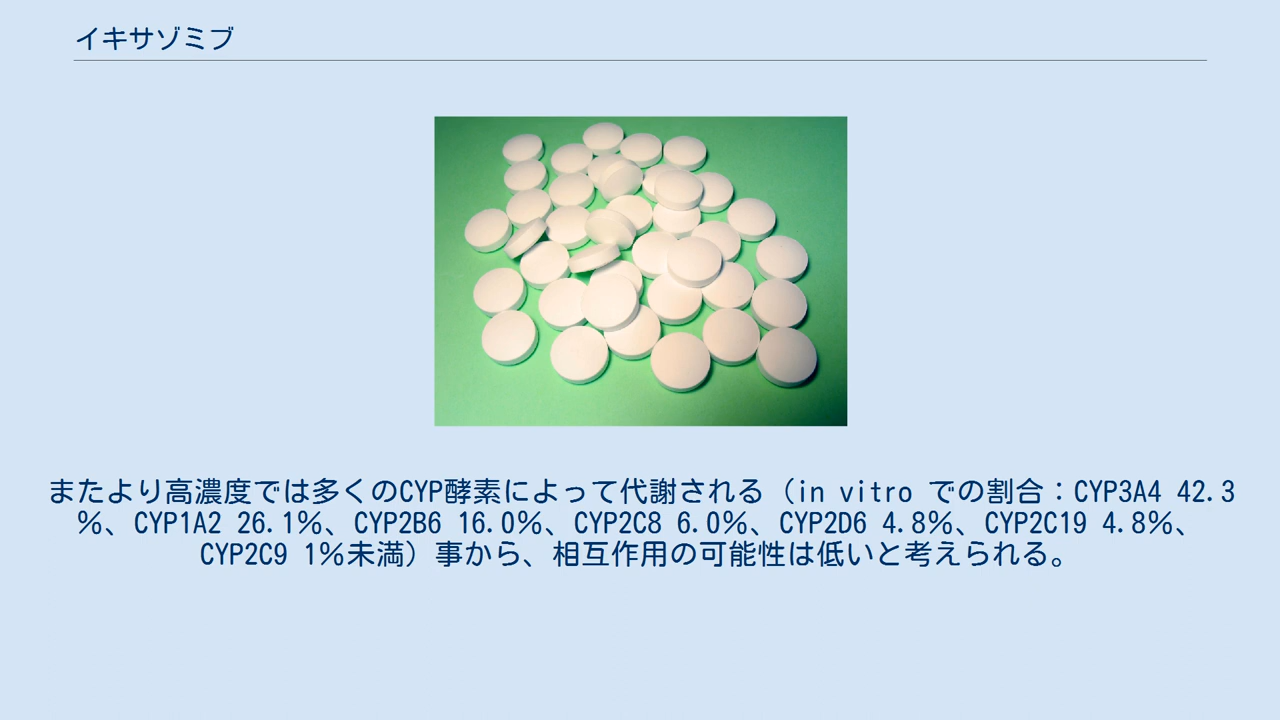 イキサゾミブ
またより高濃度では多くのCYP酵素によって代謝される（in vitro での割合：CYP3A4 42.3
％、CYP1A2 26.1％、CYP2B6 16.0％、CYP2C8 6.0％、CYP2D6 4.8％、CYP2C19 4.8％、
CYP2C9 1％未満）事から、相互作用の可能性は低いと考えられる。